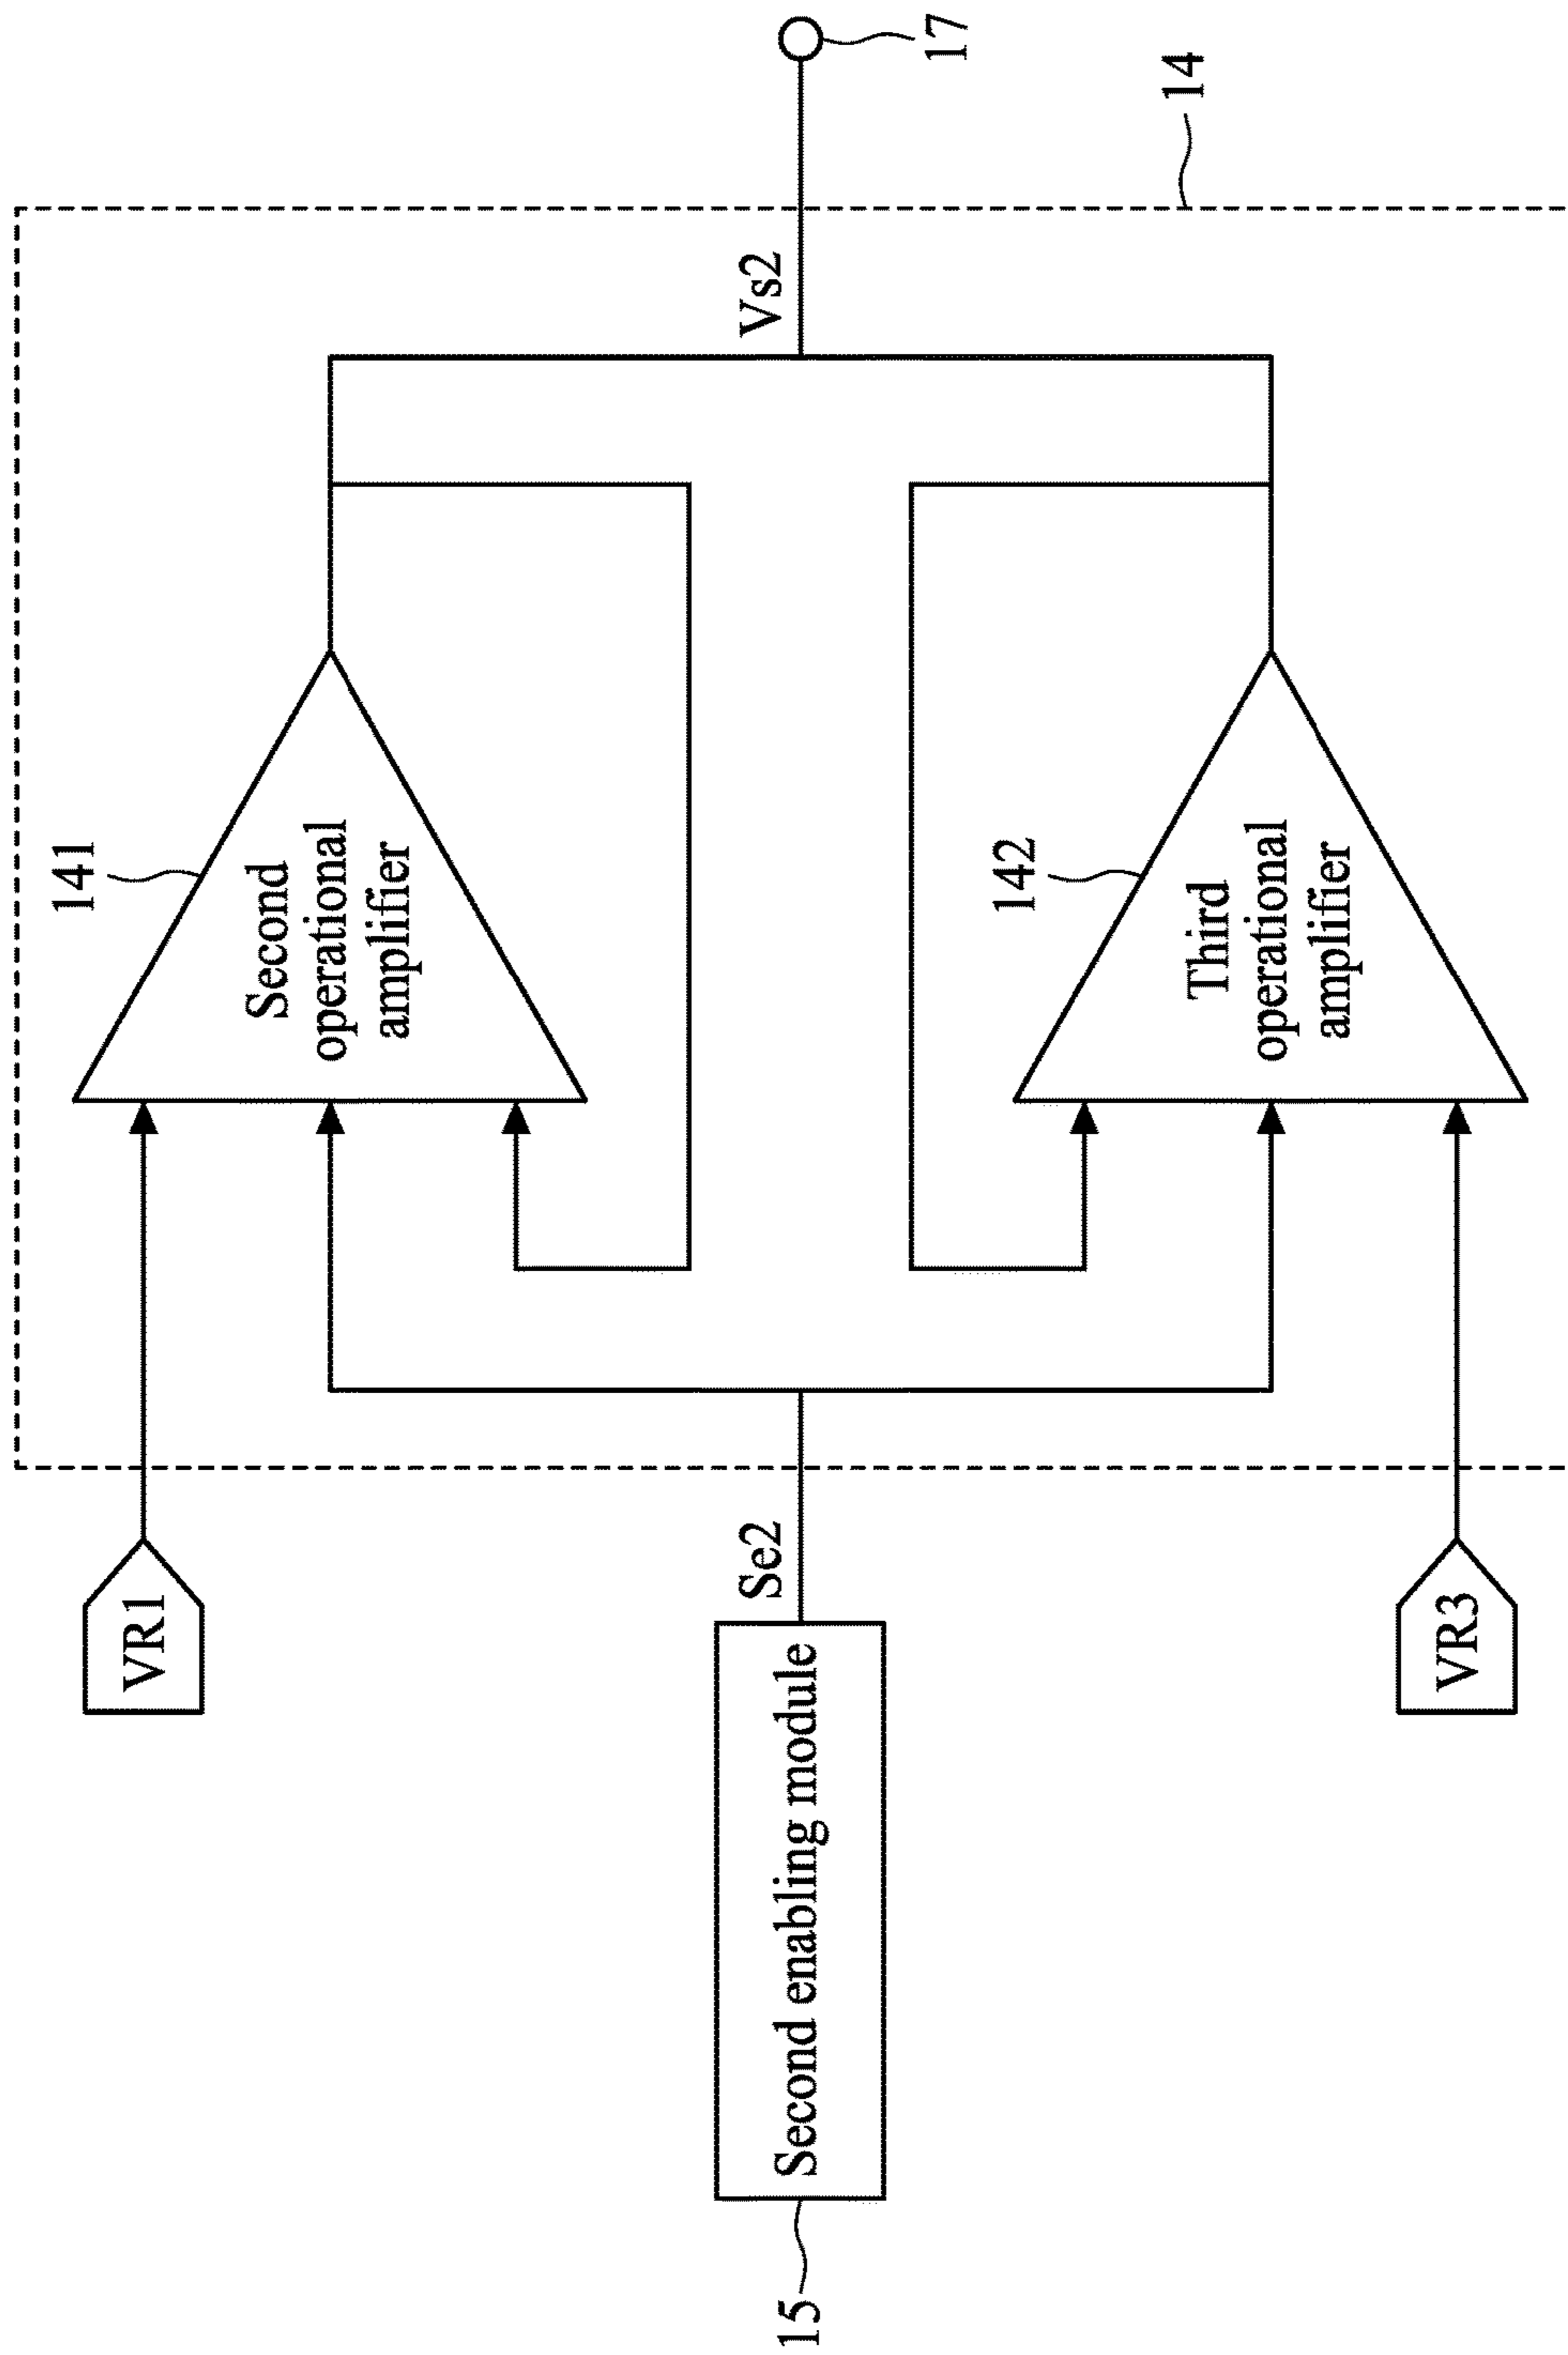 VR1
141
Second
operational
amplifier
15
Second enabling module
Se2
Vs2
17
142
Third
operational
amplifier
VR3
14